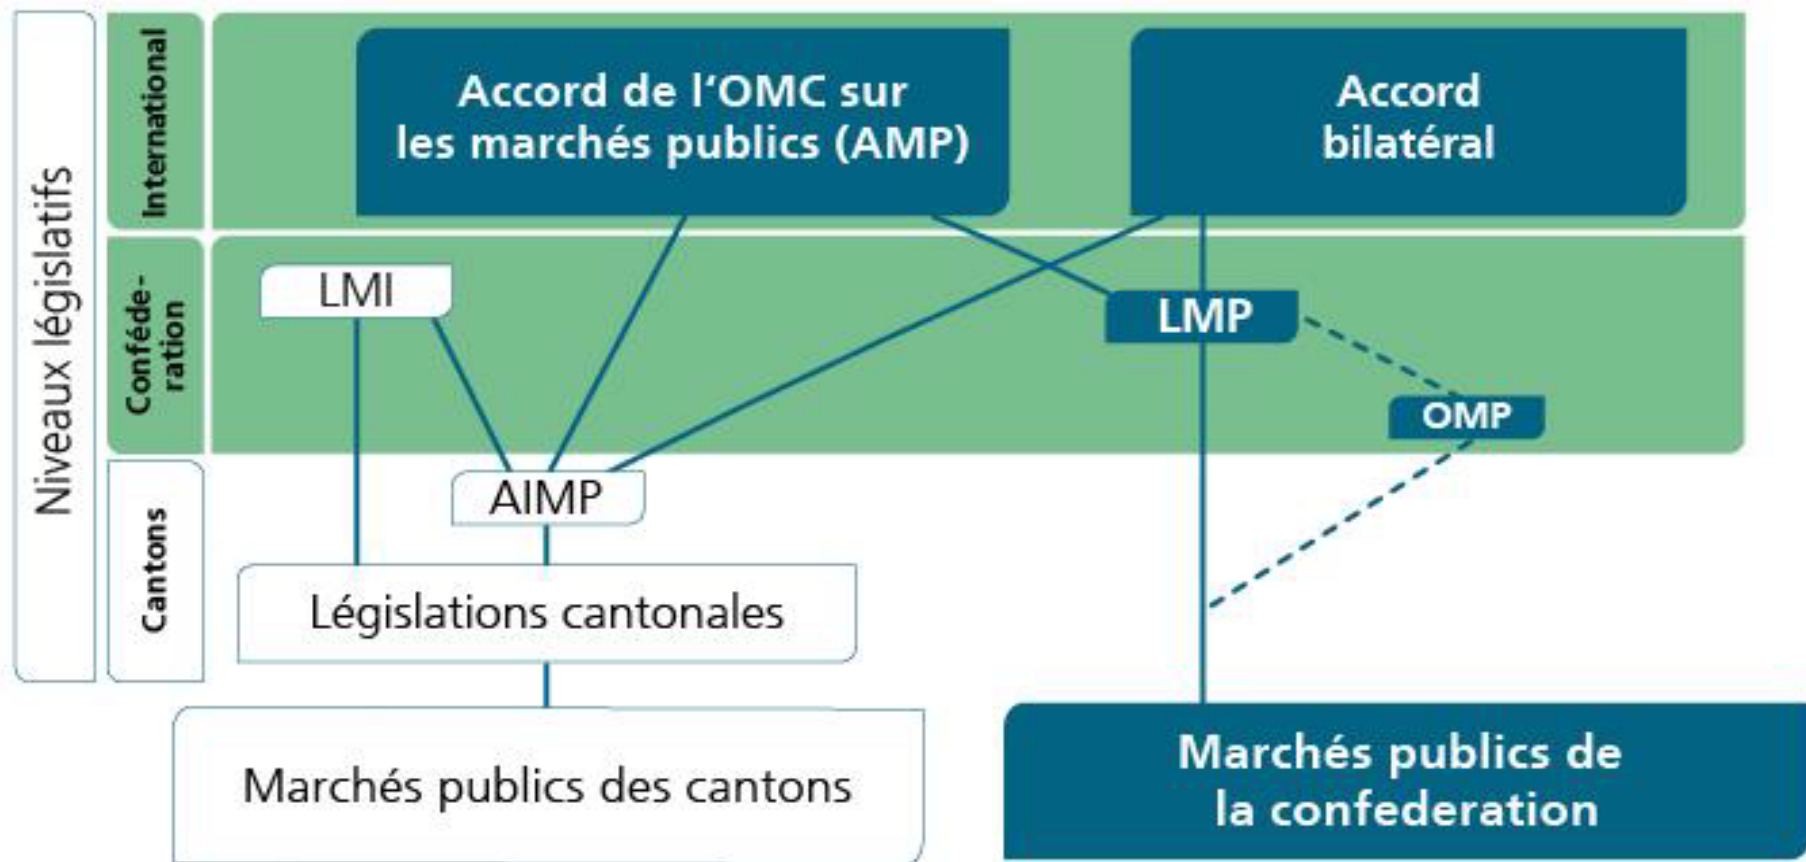 Niveaux législatifs
International
Accord de l‘OMC sur
les marchés publics (AMP)
Accord
bilatéral
Conféde-
ration
LMI
LMP
OMP
Cantons
AIMP
Législations cantonales
Marchés publics des cantons
Marchés publics de
la confederation